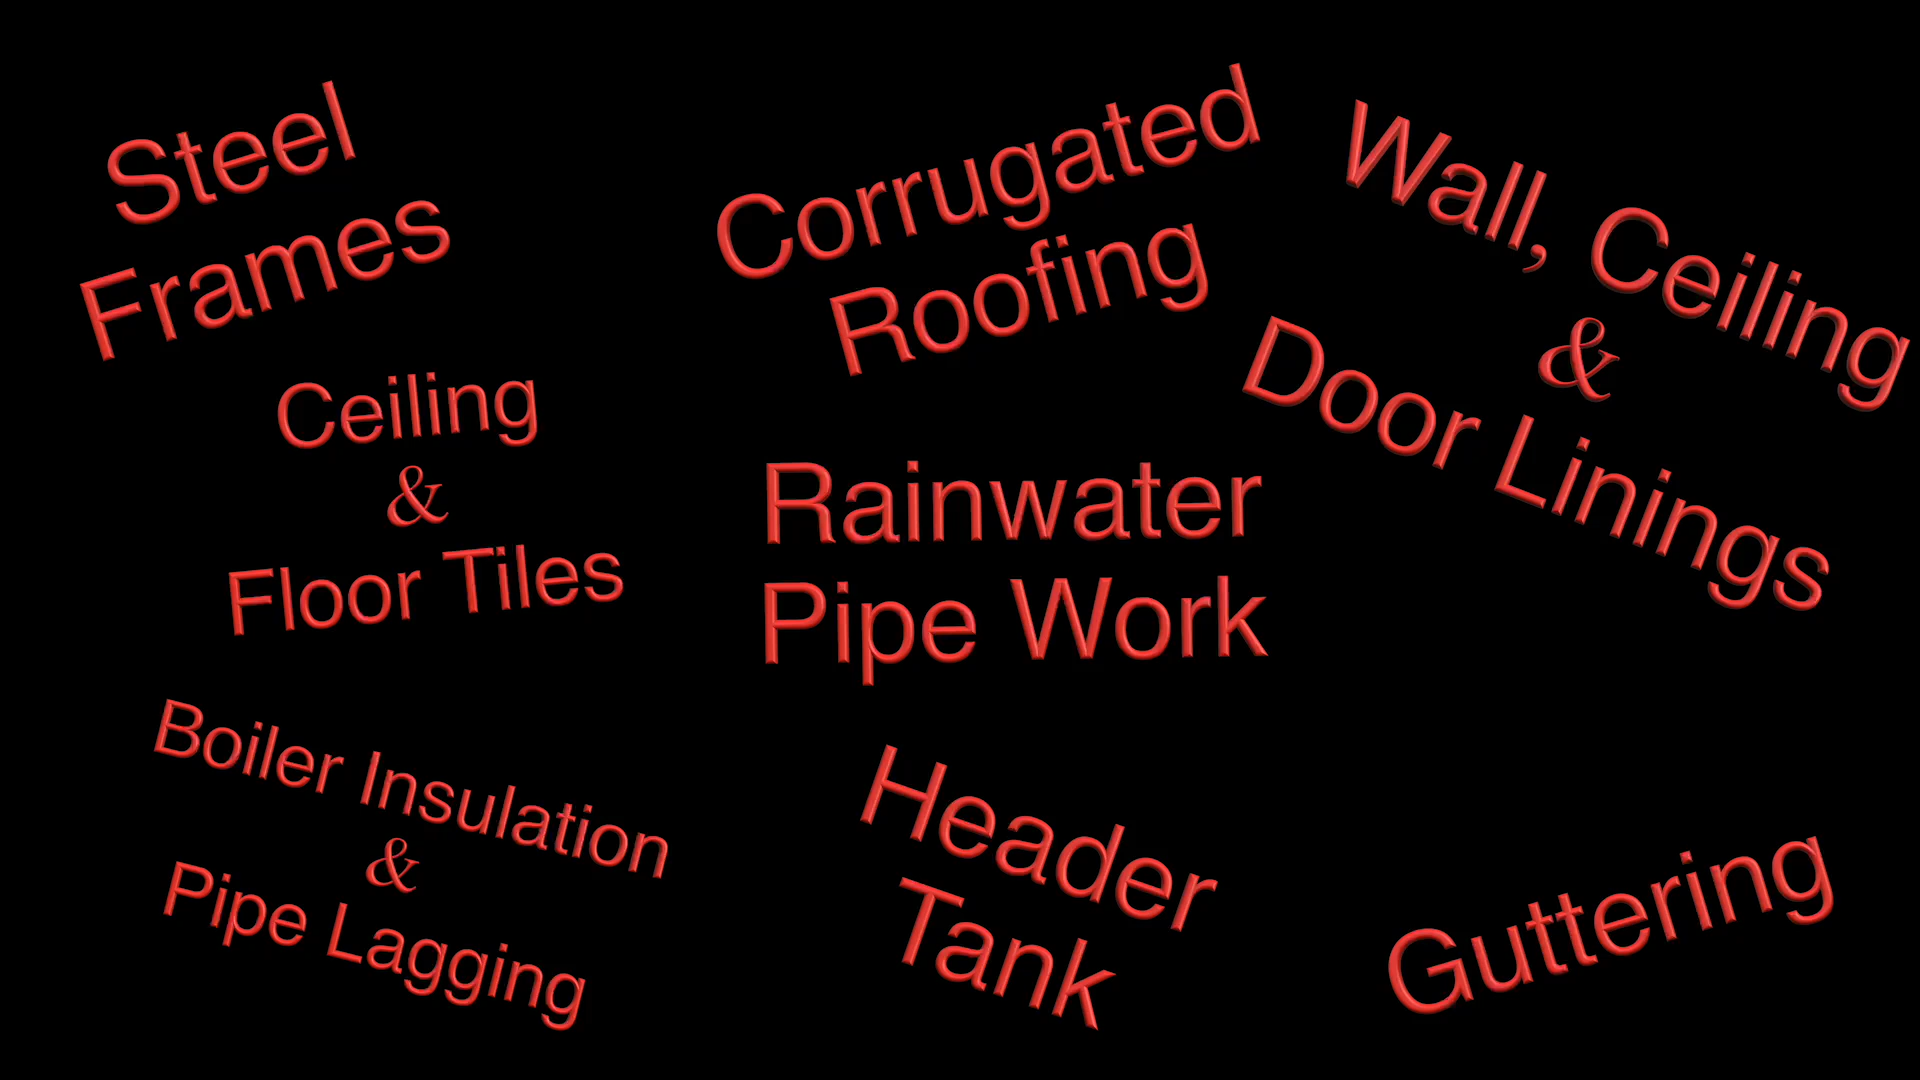 Steel
Frames
Corrugated
Roofing
Wall, Ceiling
&
Door Linings
Ceiling
&
Floor Tiles
Rainwater
Pipe Work
Boiler Insulation
&
Pipe Lagging
Header
Tank
Guttering